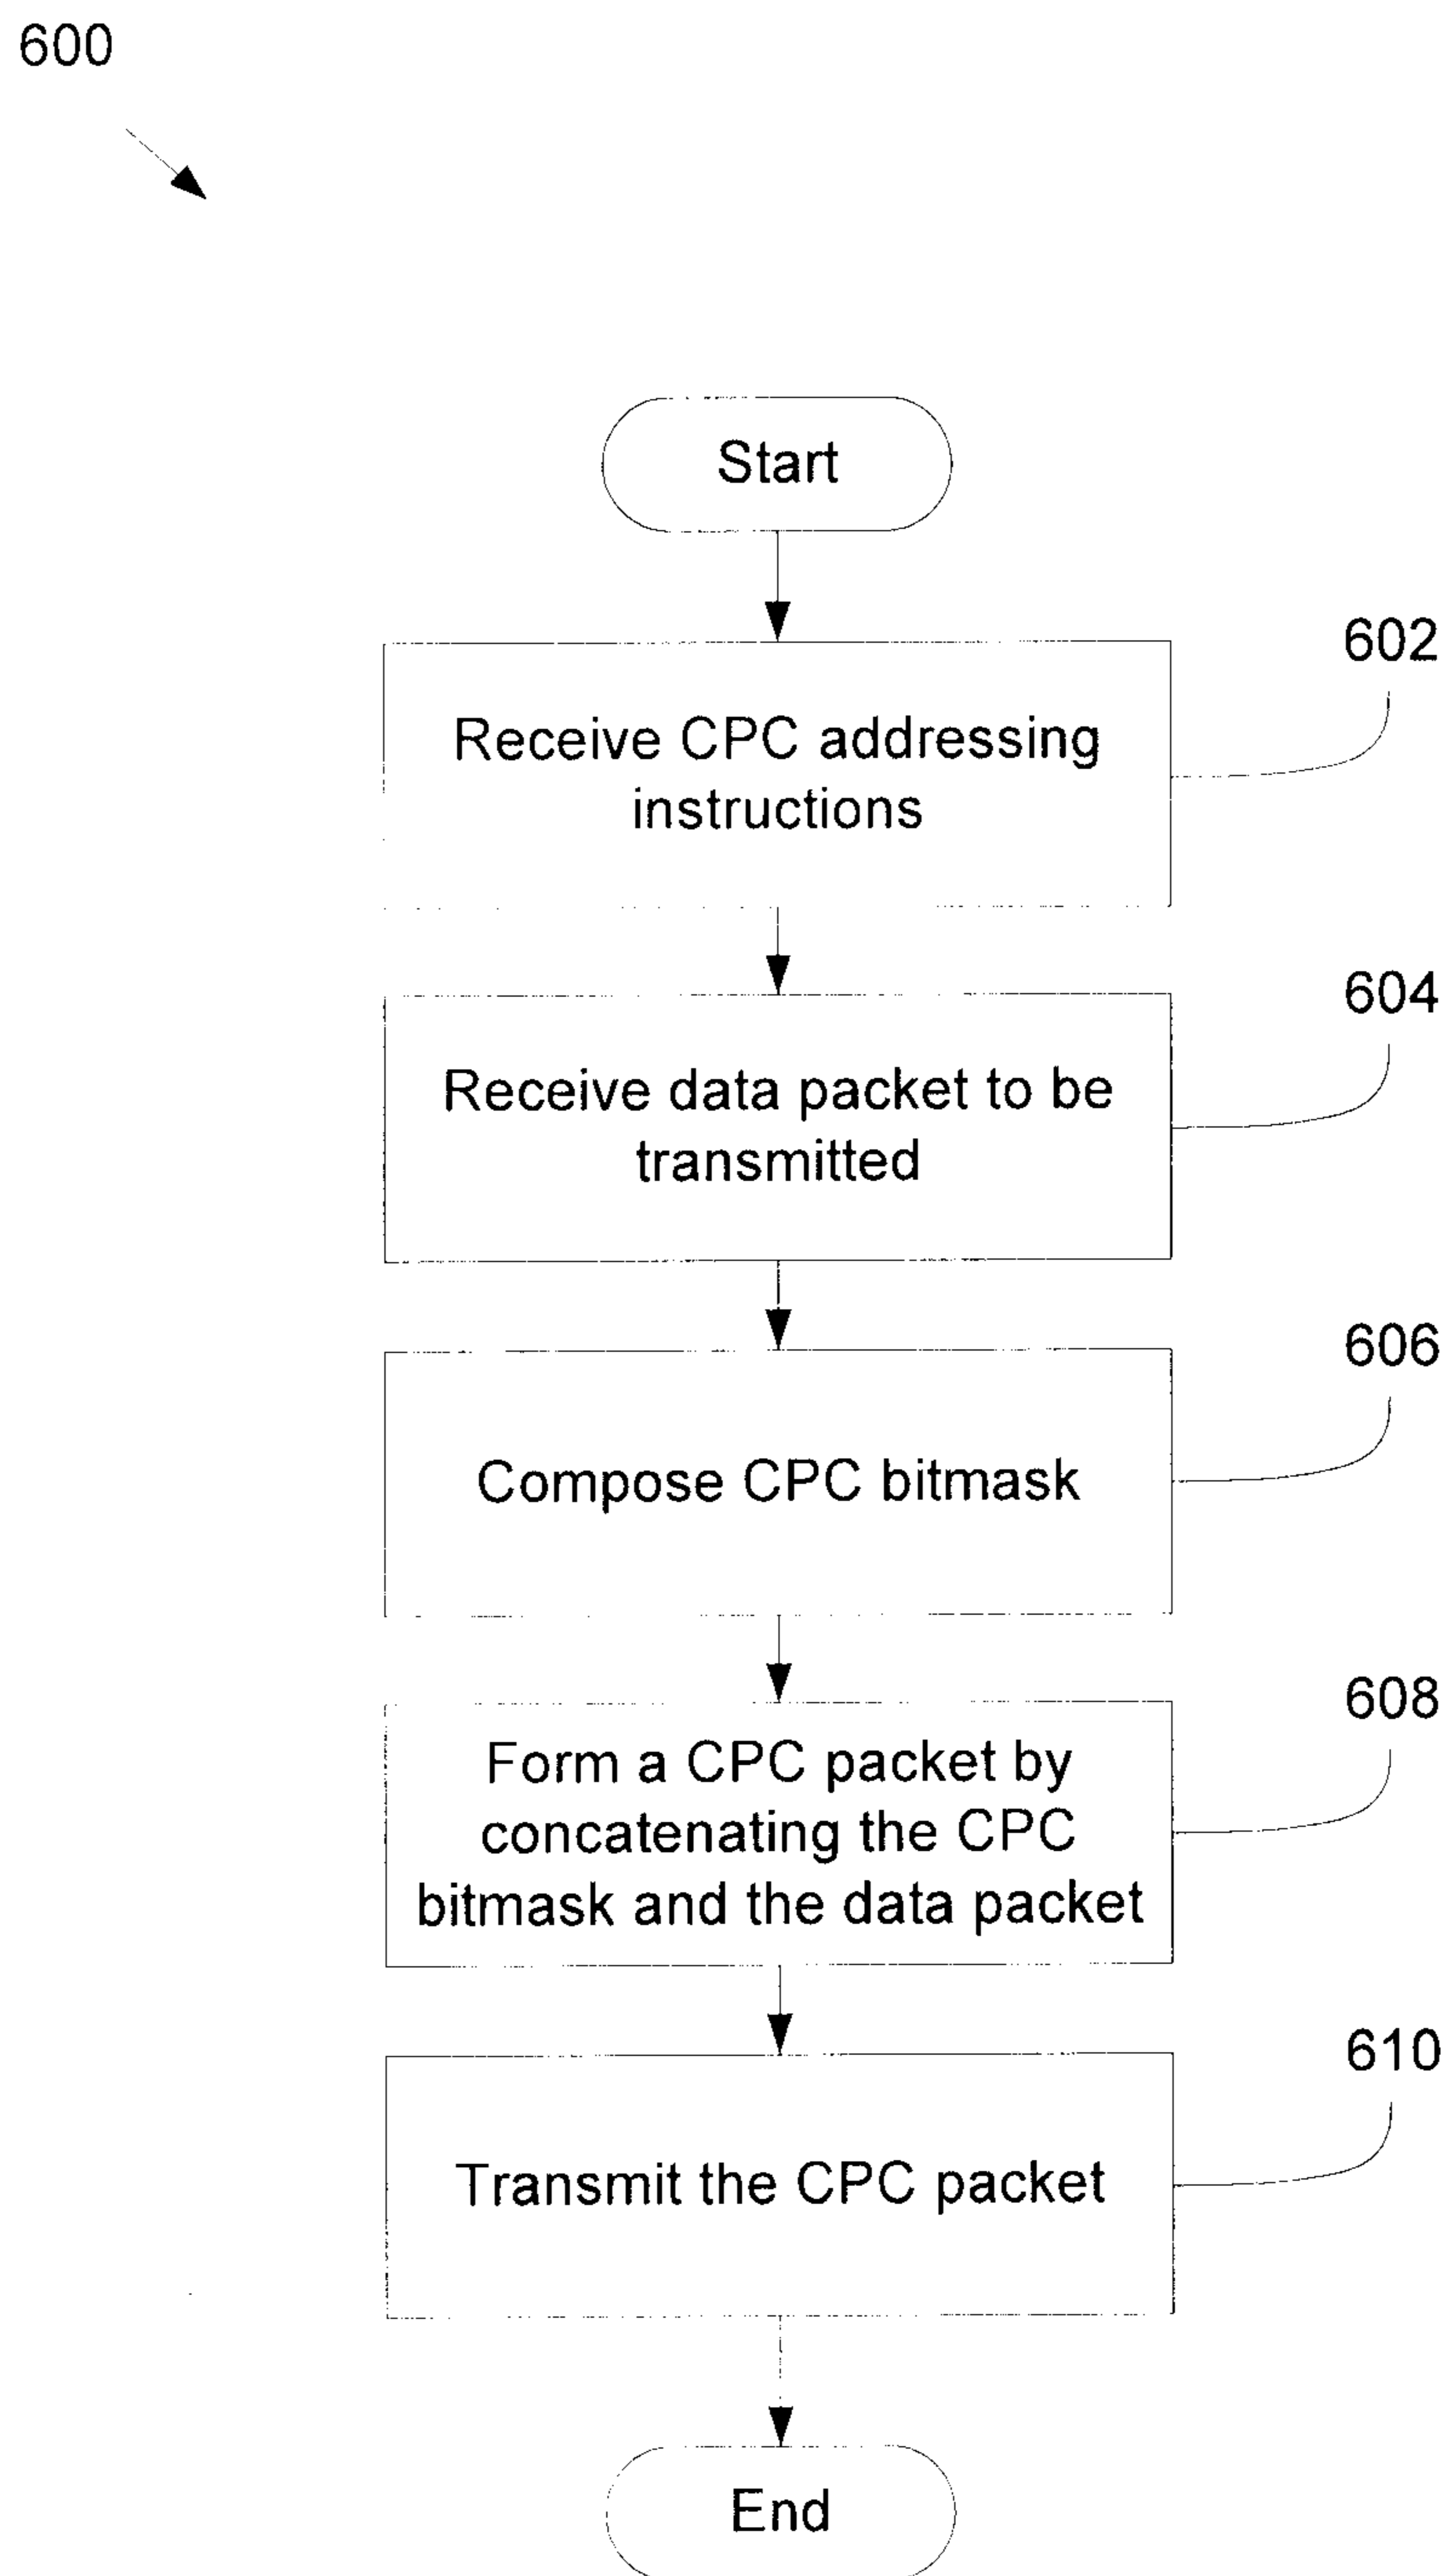 600
Start
602
Receive CPC addressing
instructions
604
Receive data packet to be
transmitted
606
Compose CPC bitmask
608
Form a CPC packet by
concatenating the CPC
bitmask and the data packet
610
Transmit the CPC packet
End